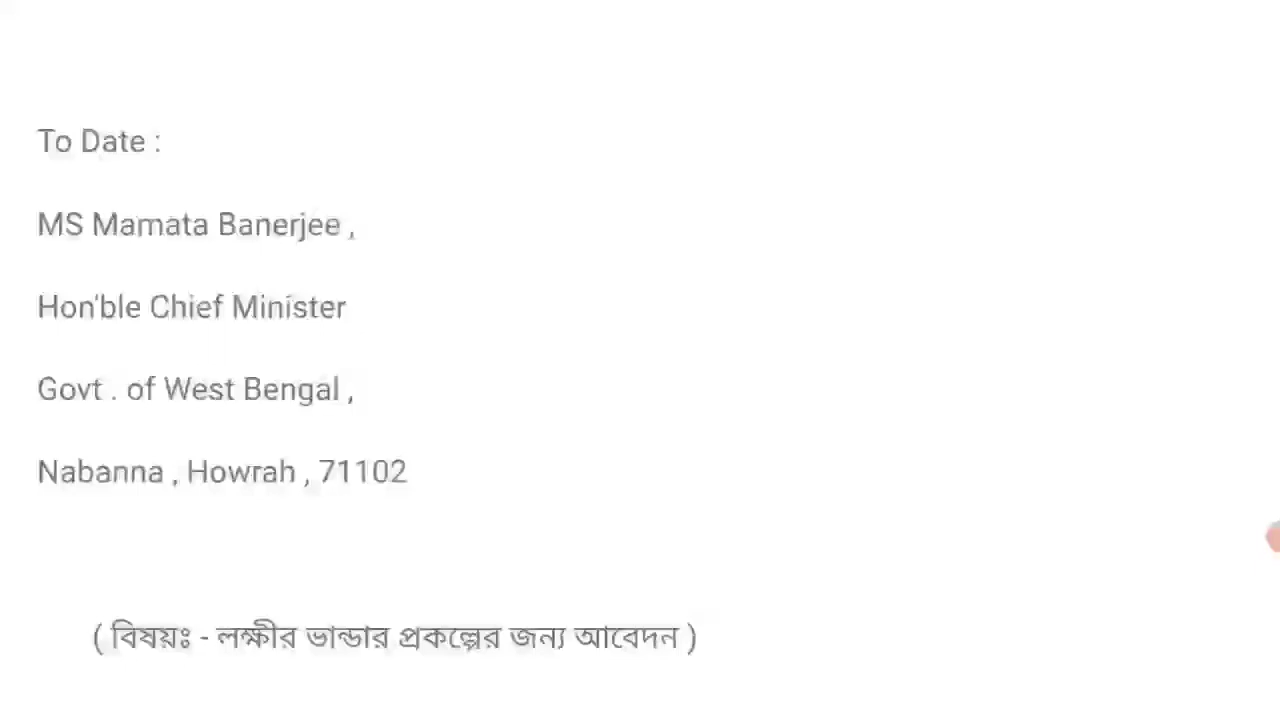 To Date :
MS Mamata Banerjee ,
Hon'ble Chief Minister
Govt . of West Bengal ,
Nabanna , Howrah , 71102
( বিষয়ঃ - লক্ষীর ভান্ডার প্রকল্পের জন্য আবেদন )